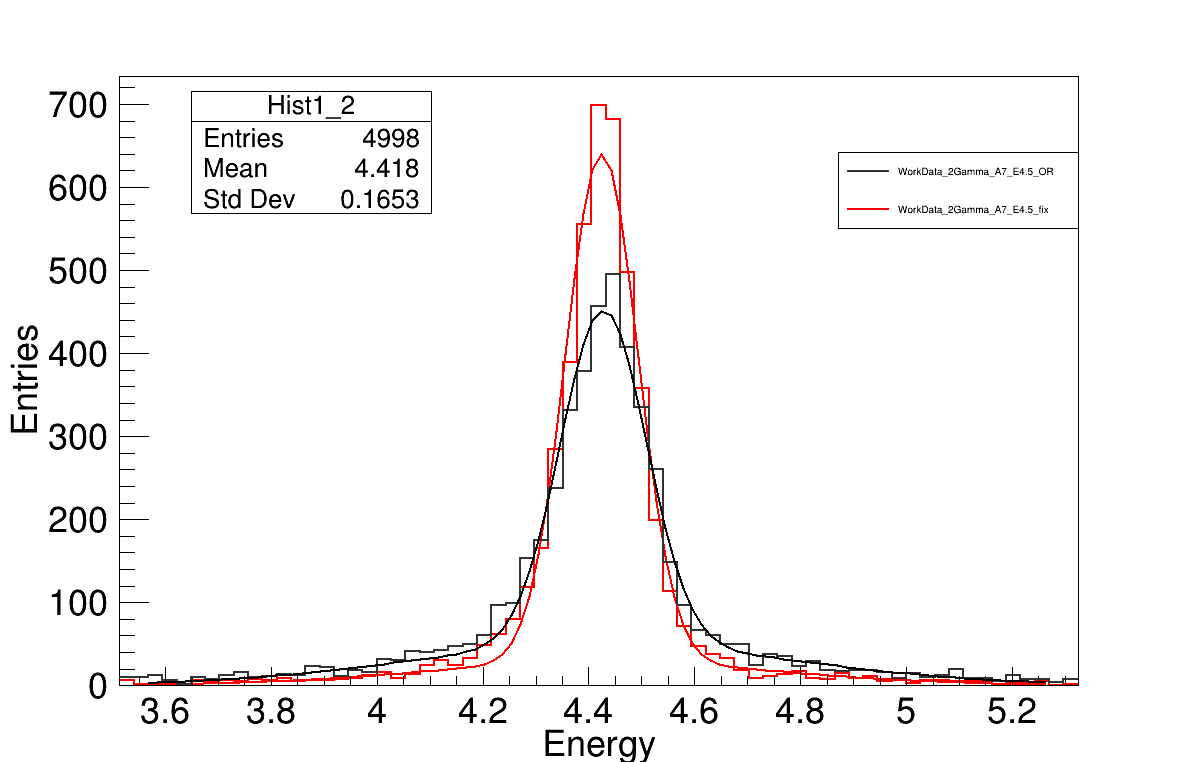 Hist1_2
Entries 4998
Mean 4.418
Std Dev 0.1653
WorkData_2Gamma_A7_E4.5_OR
WorkData_2Gamma_A7_E4.5_fix
700
600
500
400
300
200
100
0
Entries
3.6 3.8 4 4.2 4.4 4.6 4.8 5 5.2
Energy